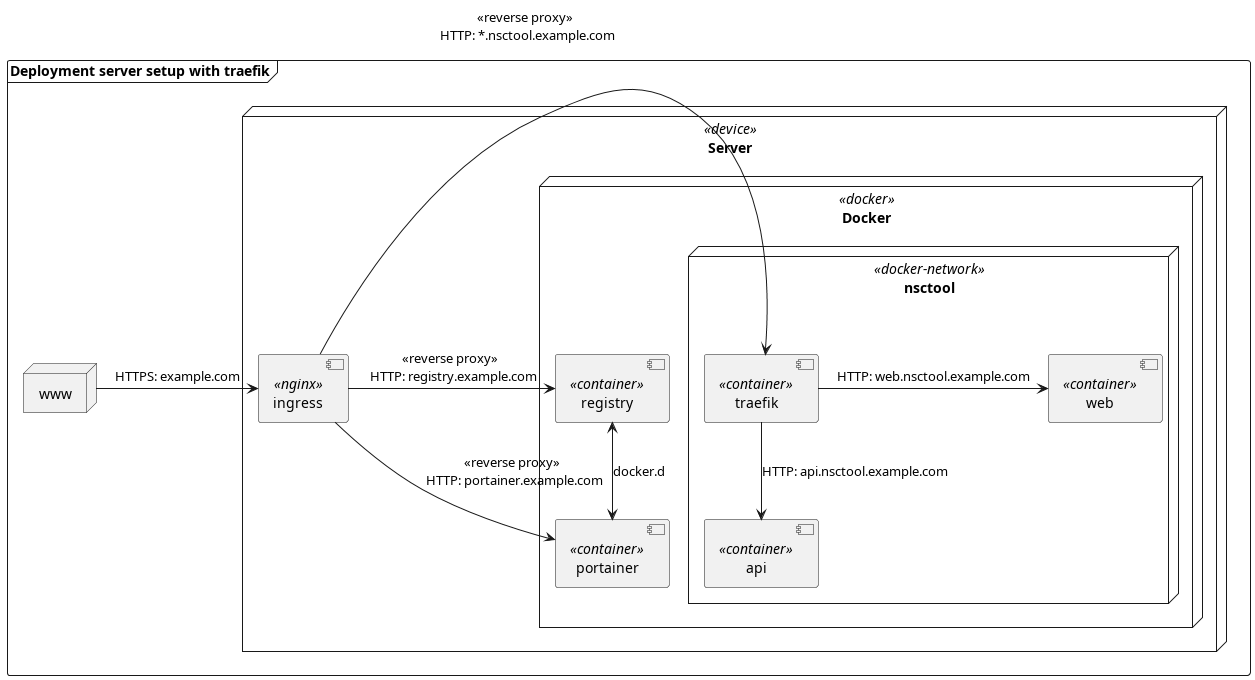 «reverse proxy»
HTTP: *.nsctool.example.com
Deployment server setup with traefik
«device»
Server
«docker»
Docker
«docker-network»
nsctool
www
HTTPS: example.com
«nginx»
ingress
«reverse proxy»
HTTP: registry.example.com
«container»
registry
«container»
traefik
HTTP: web.nsctool.example.com
«container»
web
«reverse proxy»
HTTP: portainer.example.com
docker.d
HTTP: api.nsctool.example.com
«container»
portainer
«container»
api